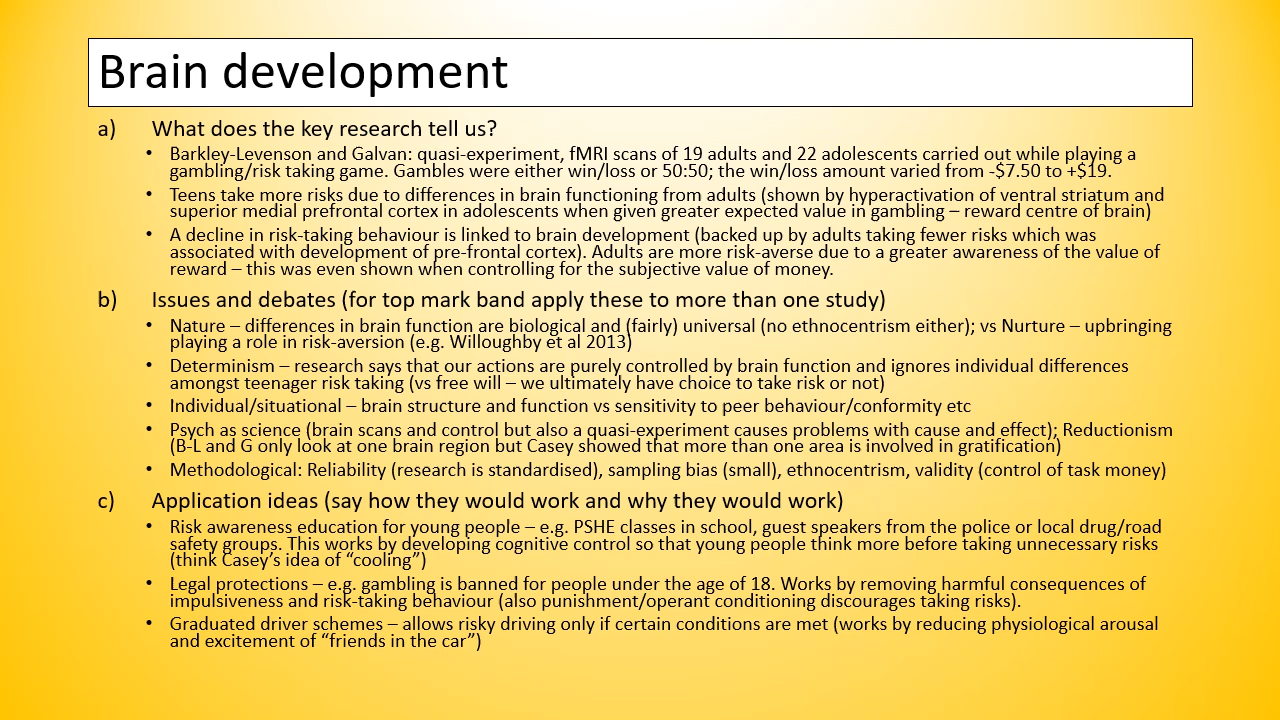 Brain development
a) What does the key research tell us?
• Barkley-Levenson and Galvan: quasi-experiment, fMRI scans of 19 adults and 22 adolescents carried out while playing a
gambling/risk taking game. Gambles were either win/loss or 50:50; the win/loss amount varied from -$7.50 to +$19.
• Teens take more risks due to differences in brain functioning from adults (shown by hyperactivation of ventral striatum and
superior medial prefrontal cortex in adolescents when given greater expected value in gambling – reward centre of brain)
• A decline in risk-taking behaviour is linked to brain development (backed up by adults taking fewer risks which was
associated with development of pre-frontal cortex). Adults are more risk-averse due to a greater awareness of the value of
reward – this was even shown when controlling for the subjective value of money.
b) Issues and debates (for top mark band apply these to more than one study)
• Nature – differences in brain function are biological and (fairly) universal (no ethnocentrism either); vs Nurture – upbringing
playing a role in risk-aversion (e.g. Willoughby et al 2013)
• Determinism – research says that our actions are purely controlled by brain function and ignores individual differences
amongst teenager risk taking (vs free will – we ultimately have choice to take risk or not)
• Individual/situational – brain structure and function vs sensitivity to peer behaviour/conformity etc
• Psych as science (brain scans and control but also a quasi-experiment causes problems with cause and effect); Reductionism
(B-L and G only look at one brain region but Casey showed that more than one area is involved in gratification)
• Methodological: Reliability (research is standardised), sampling bias (small), ethnocentrism, validity (control of task money)
c) Application ideas (say how they would work and why they would work)
• Risk awareness education for young people – e.g. PSHE classes in school, guest speakers from the police or local drug/road
safety groups. This works by developing cognitive control so that young people think more before taking unnecessary risks
(think Casey's idea of “cooling”)
• Legal protections – e.g. gambling is banned for people under the age of 18. Works by removing harmful consequences of
impulsiveness and risk-taking behaviour (also punishment/operant conditioning discourages taking risks).
• Graduated driver schemes – allows risky driving only if certain conditions are met (works by reducing physiological arousal
and excitement of “friends in the car”)